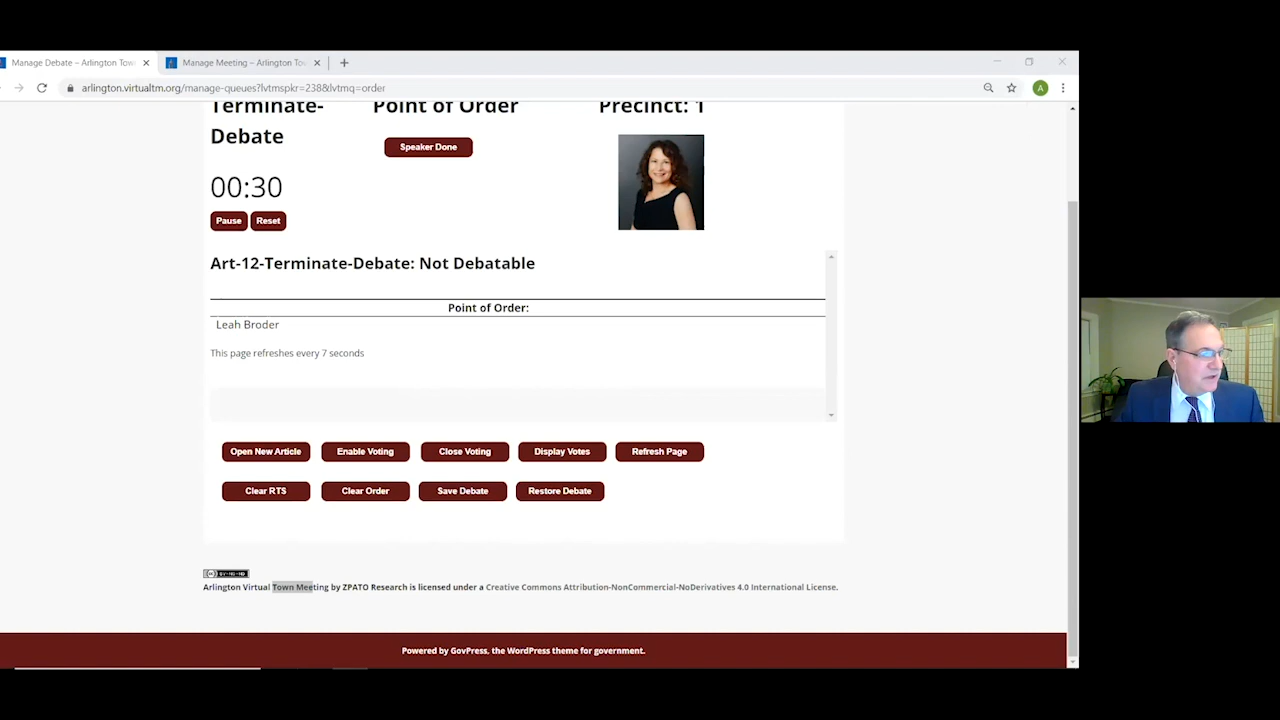 Manage Debate – Arlington Tow
Manage Meeting – Arlington Tow
arlington.virtualtm.org/manage-queues?lvtmspkr=238&lvtmq=order
A
Terminate-
Debate
Point of Order
Precinct: 1
Speaker Done
00:30
Pause
Reset
Art-12-Terminate-Debate: Not Debatable
Point of Order:
Leah Broder
This page refreshes every 7 seconds
Open New Article
Enable Voting
Close Voting
Display Votes
Refresh Page
Clear RTS
Clear Order
Save Debate
Restore Debate
Arlington Virtual Town Meeting by ZPATO Research is licensed under a Creative Commons Attribution-NonCommercial-NoDerivatives 4.0 International License.
Powered by GovPress, the WordPress theme for government.